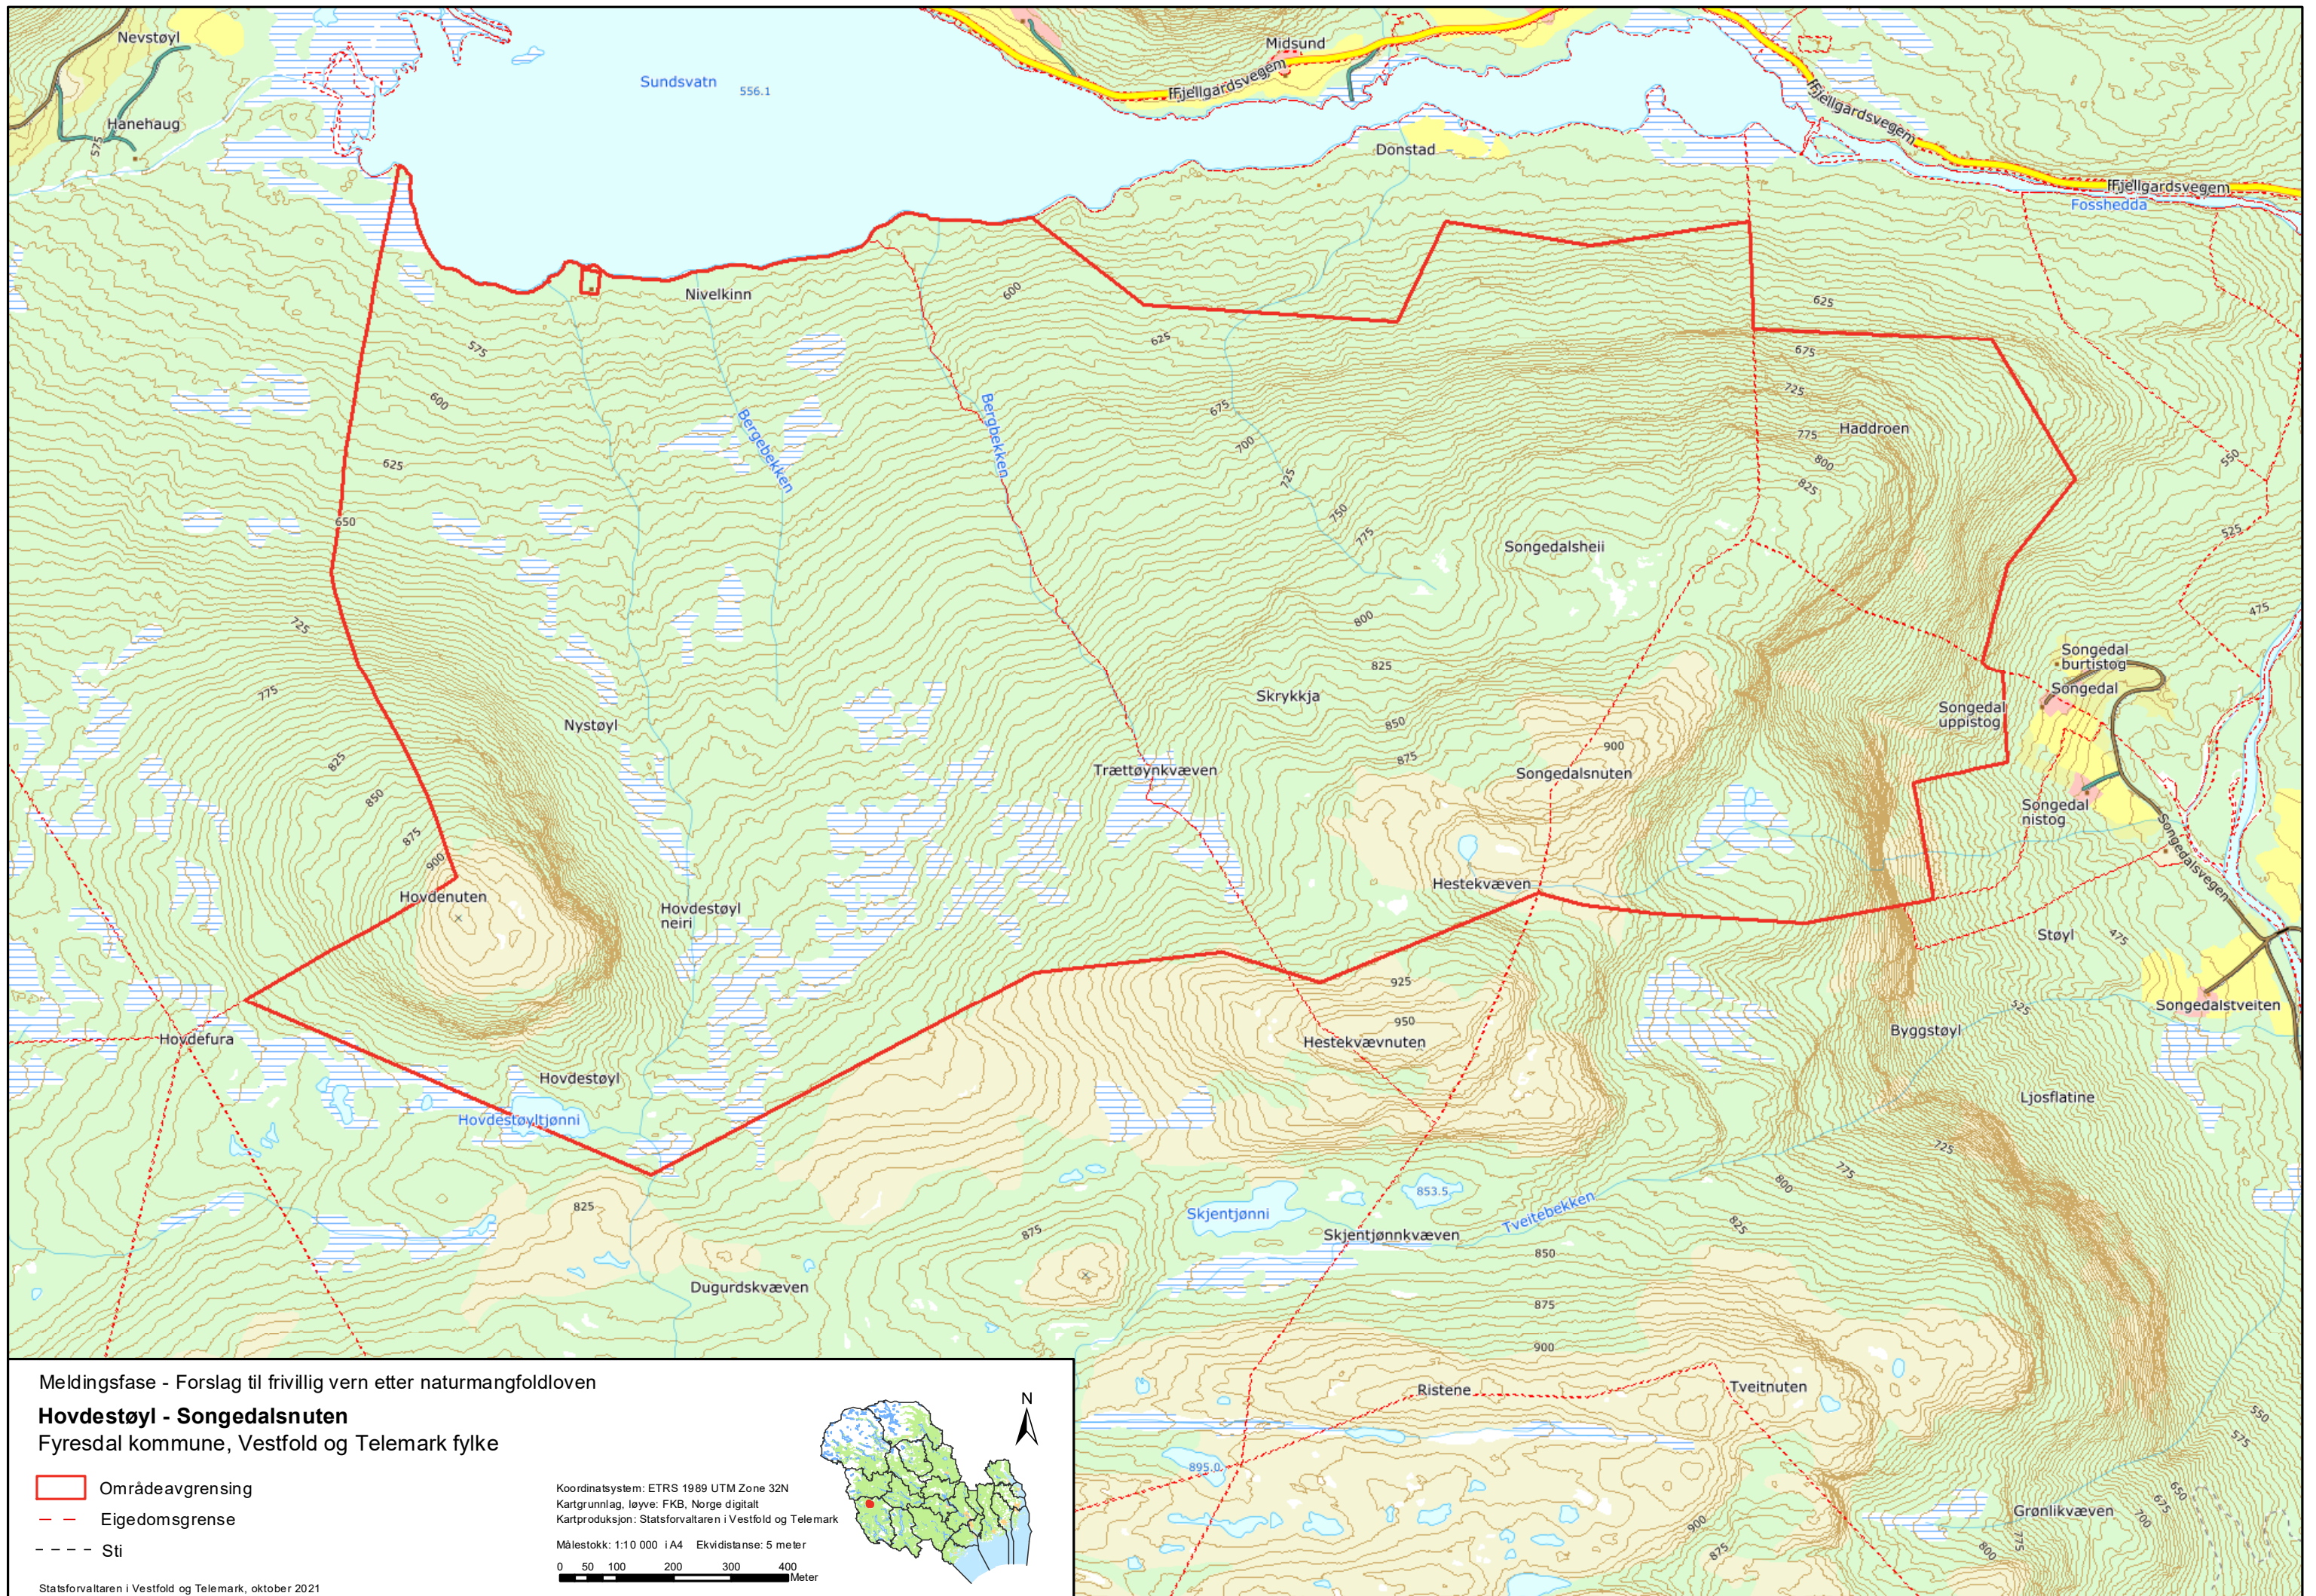 Nevstøyl
Hanehaug
575
Sundsvatn
556.1
Midsund
Fjellgardsvegem
Fjellgardsvegem
Fjellgardsvegem
Fosshedda
Donstad
Nivelkinn
575
600
600
625
625
625
650
675
725
775
800
825
Haddroen
Bergebekken
Bergbekken
675
700
725
750
775
550
525
475
Songedalsheii
800
825
725
775
825
850
875
900
Nystøyl
Skrykkja
850
875
900
Songedalsnuten
Trættøynkvæven
Songedal
burtistog
Songedal
Songedal
uppistog
Songedal
nistog
Songedalsvegen
Hestekvæven
Hovdenuten
Hovdestøyl
neiri
Støyl
475
Songedalstveiten
525
925
950
Hestekvævnuten
Byggstøyl
Hovdefura
Hovdestøyl
Hovdestøyltjønni
Ljosflatine
725
775
800
825
825
Skjentjønni
853.5
Tveitebekken
Skjentjønnkvæven
875
850
Dugurdskvæven
875
900
Ristene
Tveitnuten
895.0
900
875
Grønlikvæven
550
575
650
675
700
775
800
Meldingsfase - Forslag til frivillig vern etter naturmangfoldloven
Hovdestøyl - Songedalsnuten
Fyresdal kommune, Vestfold og Telemark fylke
Områdeavgrensing
Eigedomsgrense
Sti
Statsforvaltaren i Vestfold og Telemark, oktober 2021
Koordinatsystem: ETRS 1989 UTM Zone 32N
Kartgrunnlag, løyve: FKB, Norge digitalt
Kartproduksjon: Statsforvaltaren i Vestfold og Telemark
Målestokk: 1:10 000 i A4 Ekvidistanse: 5 meter
0 50 100 200 300 400
Meter
N